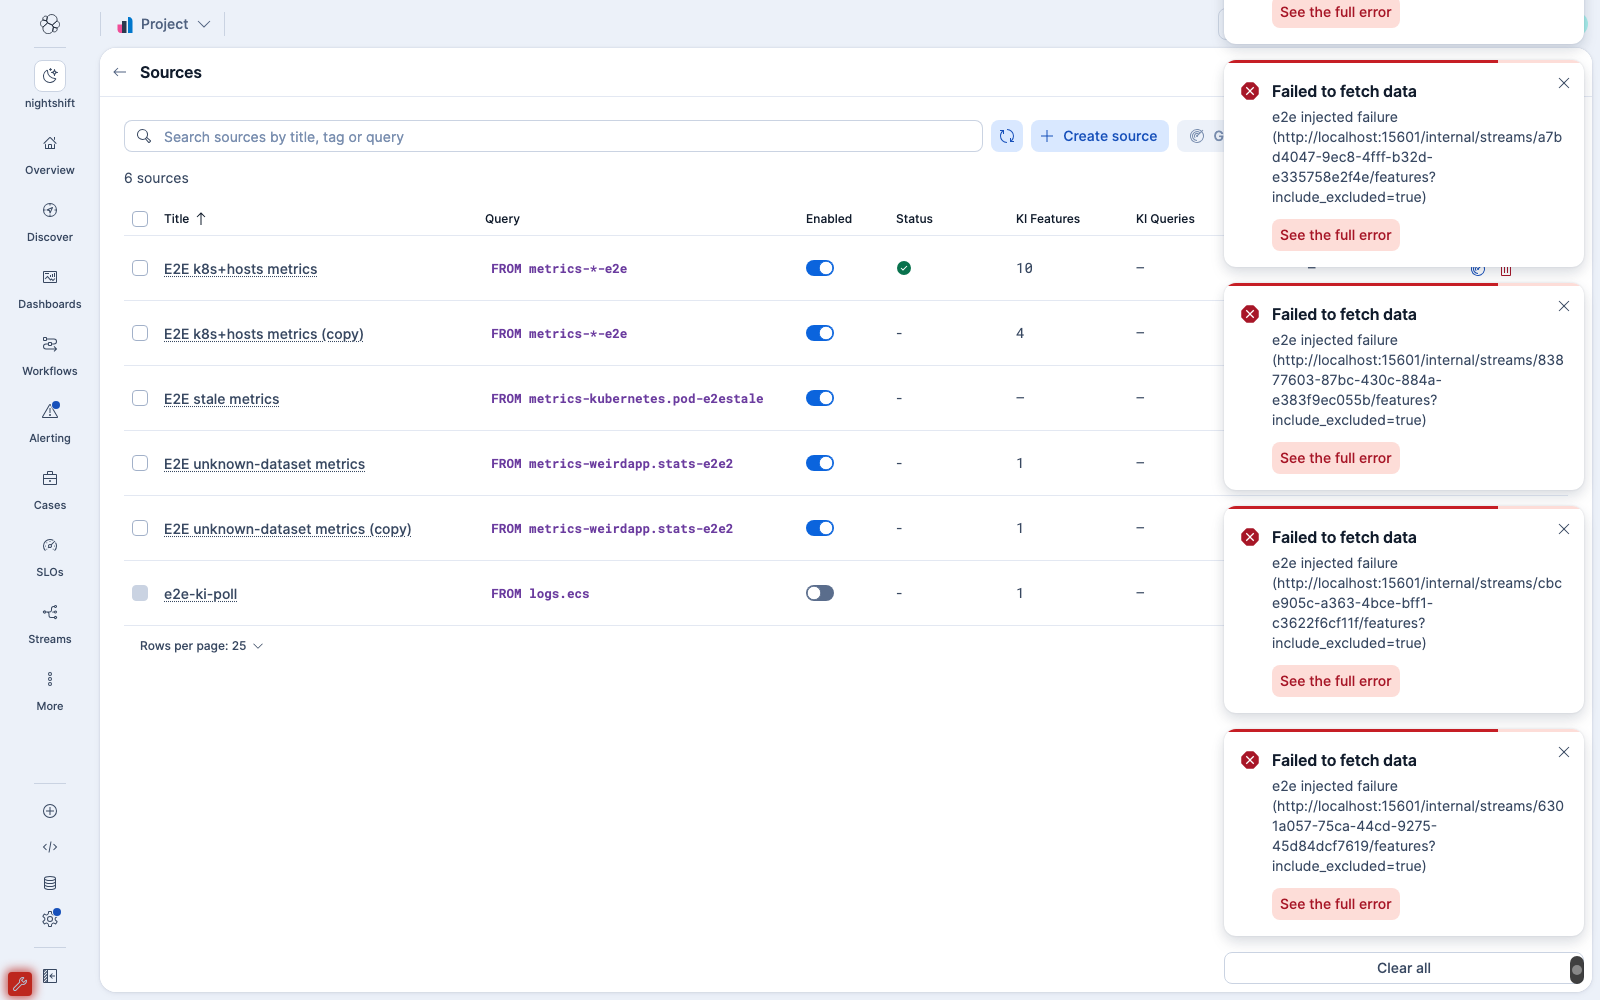 Project
nightshift
Overview
Discover
Dashboards
Workflows
Alerting
Cases
SLOs
Streams
More
Sources
Search sources by title, tag or query
Create source
G
6 sources
Title Query Enabled Status KI Features KI Queries
E2E k8s+hosts metrics FROM metrics-*-e2e 10 –
–
E2E k8s+hosts metrics (copy) FROM metrics-*-e2e - 4 –
E2E stale metrics FROM metrics-kubernetes.pod-e2estale - – –
E2E unknown-dataset metrics FROM metrics-weirdapp.stats-e2e2 - 1 –
E2E unknown-dataset metrics (copy) FROM metrics-weirdapp.stats-e2e2 - 1 –
e2e-ki-poll FROM logs.ecs - 1 –
Rows per page: 25
See the full error
Failed to fetch data
e2e injected failure
(http://localhost:15601/internal/streams/a7b
d4047-9ec8-4fff-b32d-
e335758e2f4e/features?
include_excluded=true)
See the full error
Failed to fetch data
e2e injected failure
(http://localhost:15601/internal/streams/838
77603-87bc-430c-884a-
e383f9ec055b/features?
include_excluded=true)
See the full error
Failed to fetch data
e2e injected failure
(http://localhost:15601/internal/streams/cbc
e905c-a363-4bce-bff1-
c3622f6cf11f/features?
include_excluded=true)
See the full error
Failed to fetch data
e2e injected failure
(http://localhost:15601/internal/streams/630
1a057-75ca-44cd-9275-
45d84dcf7619/features?
include_excluded=true)
See the full error
Clear all